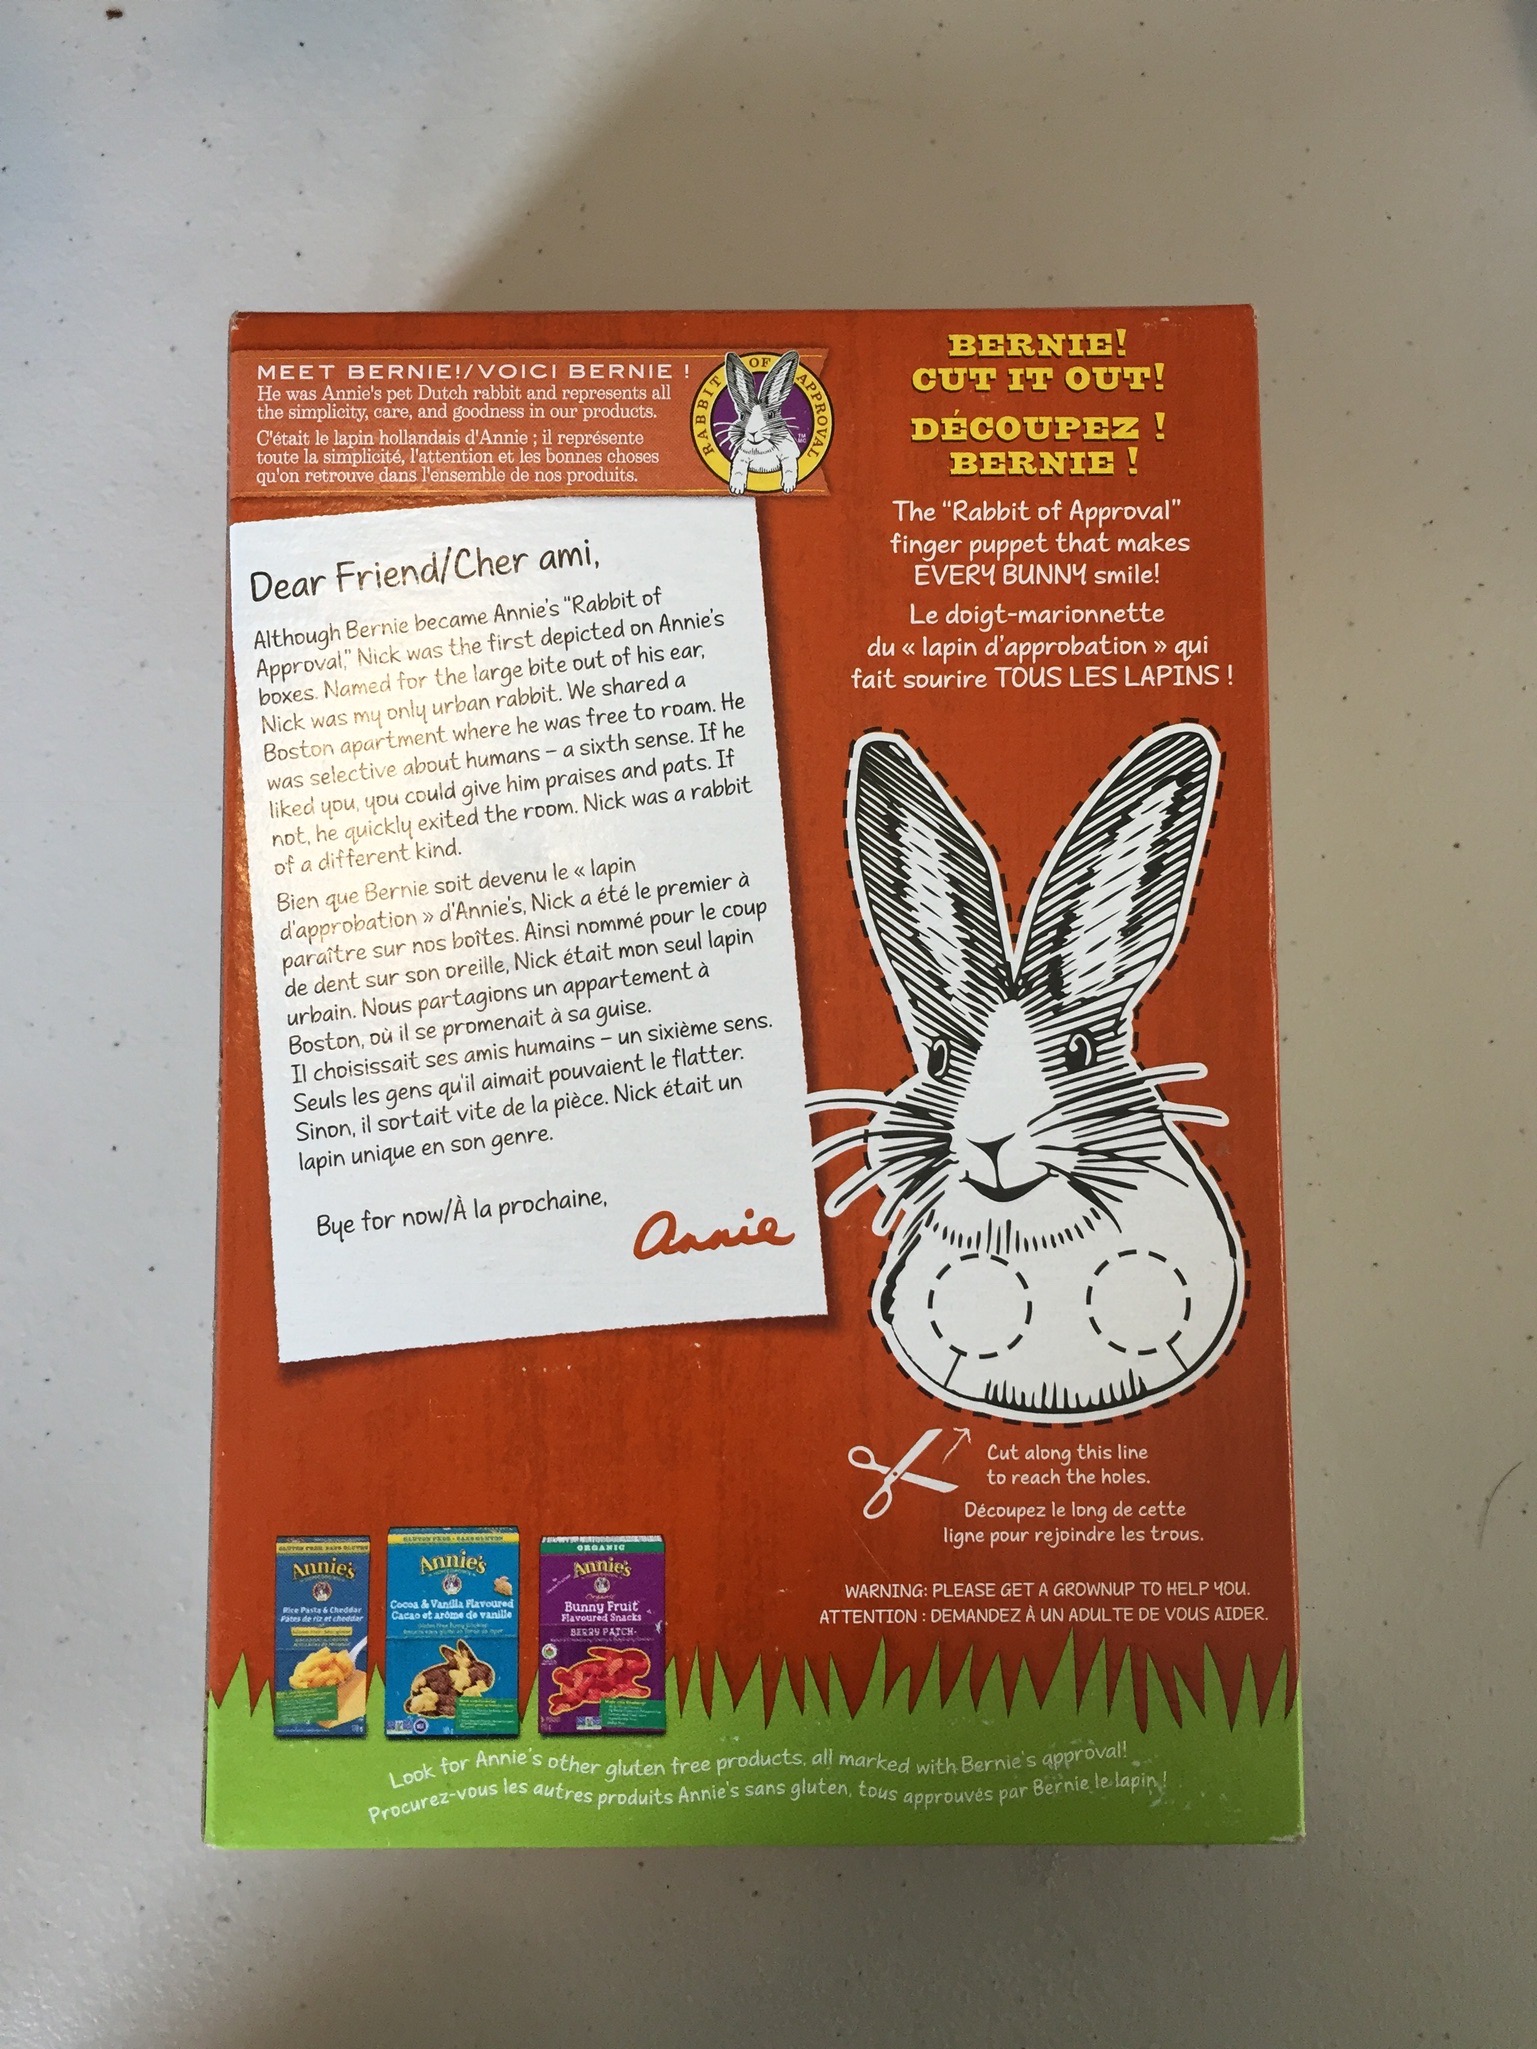 MEET BERNIE!/VOICI BERNIE !
He was Annie's pet Dutch rabbit and represents all
the simplicity, care, and goodness in our products.
C'était le lapin hollandais d'Annie ; il représente
toute la simplicité, l'attention et les bonnes choses
qu'on retrouve dans l'ensemble de nos produits.
RABBIT OF APPROVAL
TM
MC
Dear Friend/Cher ami,
Although Bernie became Annie's "Rabbit of
Approval," Nick was the first depicted on Annie's
boxes. Named for the large bite out of his ear,
Nick was my only urban rabbit. We shared a
Boston apartment where he was free to roam. He
was selective about humans – a sixth sense. If he
liked you, you could give him praises and pats. If
not, he quickly exited the room. Nick was a rabbit
of a different kind.
Bien que Bernie soit devenu le « lapin
d'approbation » d'Annie's, Nick a été le premier à
paraître sur nos boîtes. Ainsi nommé pour le coup
de dent sur son oreille, Nick était mon seul lapin
urbain. Nous partagions un appartement à
Boston, où il se promenait à sa guise.
Il choisissait ses amis humains – un sixième sens.
Seuls les gens qu'il aimait pouvaient le flatter.
Sinon, il sortait vite de la pièce. Nick était un
lapin unique en son genre.
Bye for now/À la prochaine,
Annie
BERNIE!
CUT IT OUT!
DÉCOUPEZ !
BERNIE !
The "Rabbit of Approval"
finger puppet that makes
EVERY BUNNY smile!
Le doigt-marionnette
du « lapin d'approbation » qui
fait sourire TOUS LES LAPINS !
Cut along this line
to reach the holes.
Découpez le long de cette
ligne pour rejoindre les trous.
WARNING: PLEASE GET A GROWNUP TO HELP YOU.
ATTENTION : DEMANDEZ À UN ADULTE DE VOUS AIDER.
GLUTEN FREE SANS GLUTEN
Annie's
Rice Pasta & Cheddar
Pâtes de riz et cheddar
GLUTEN FREE • SANS GLUTEN
Annie's
Cocoa & Vanilla Flavoured
Cacao et arôme de vanille
ORGANIC
Annie's
Organic
Bunny Fruit
Flavoured Snacks
BERRY PATCH
Look for Annie's other gluten free products, all marked with Bernie's approval!
Procurez-vous les autres produits Annie's sans gluten, tous approuvés par Bernie le lapin !